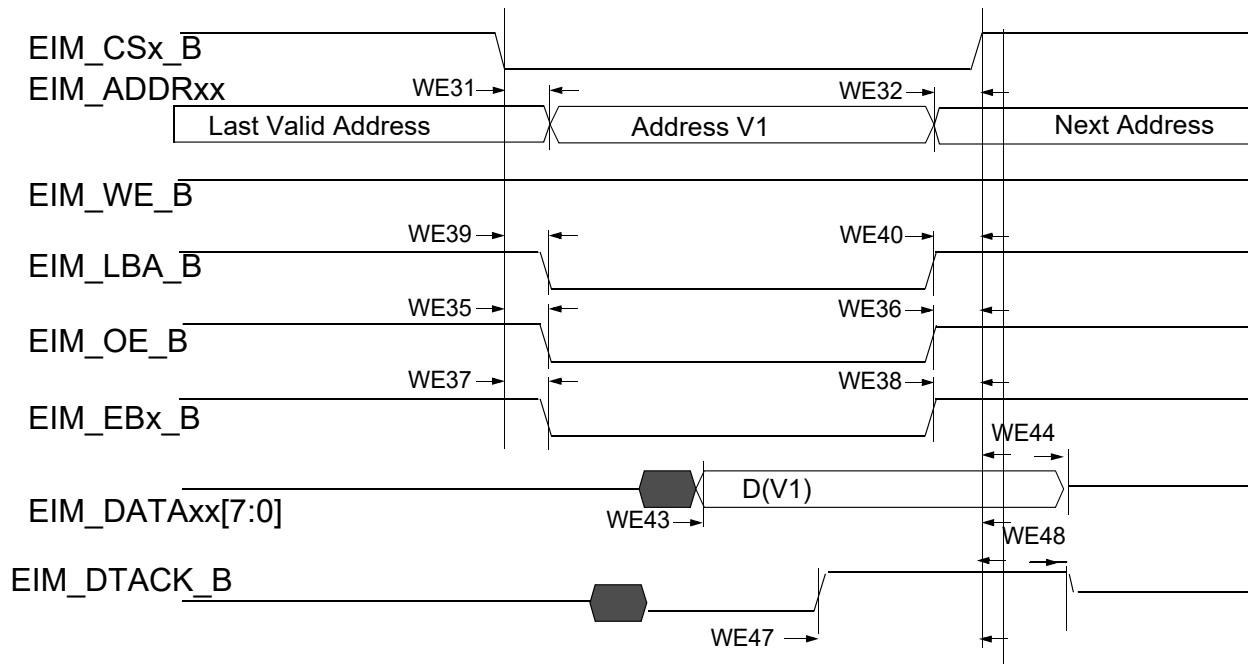 EIM_CSx_B
EIM_ADDRxx
WE31
WE32
Last Valid Address
Address V1
Next Address
EIM_WE_B
WE39
WE40
EIM_LBA_B
WE35
WE36
EIM_OE_B
WE37
WE38
EIM_EBx_B
WE44
EIM_DATAxx[7:0]
D(V1)
WE43
WE48
EIM_DTACK_B
WE47